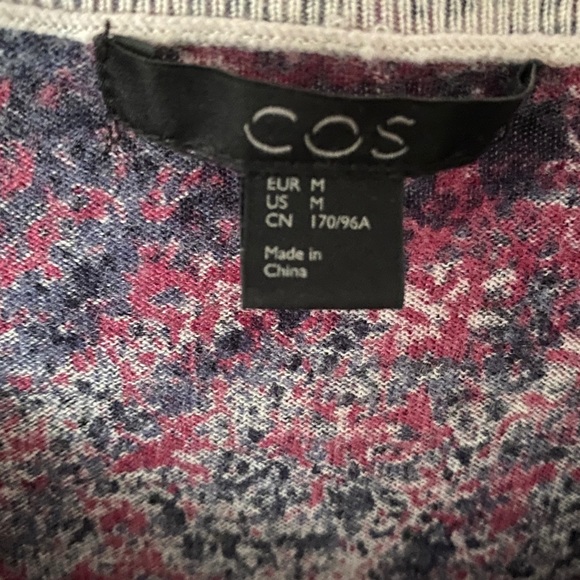 COS
EUR M
US M
CN 170/96A
Made in
China